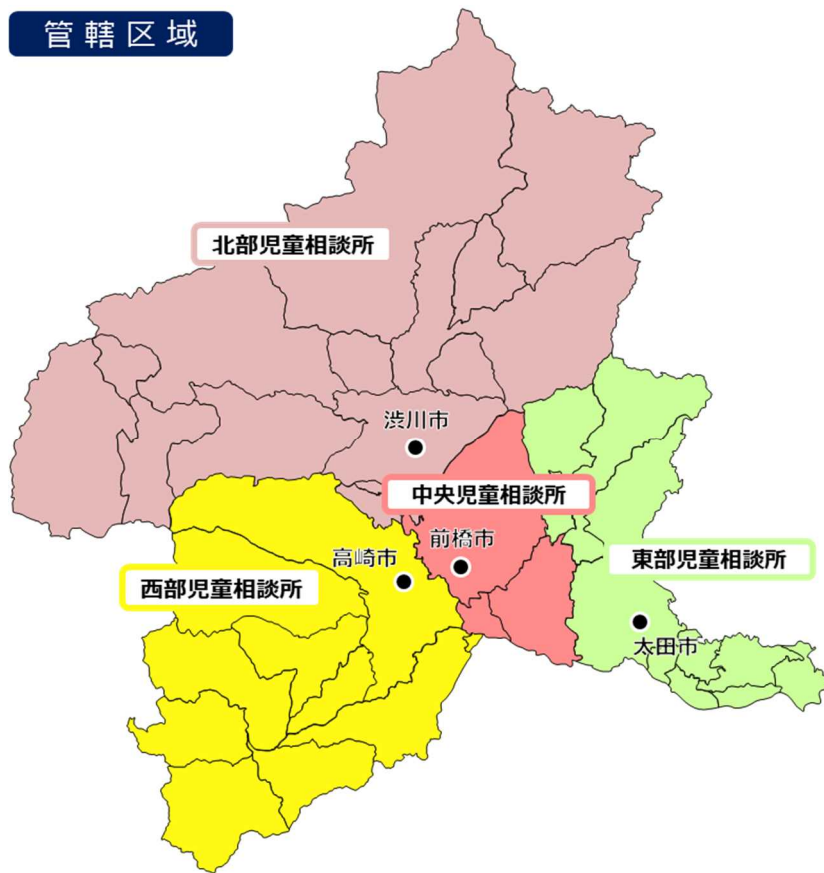 管轄区域
北部児童相談所
渋川市
中央児童相談所
前橋市
高崎市
東部児童相談所
西部児童相談所
太田市